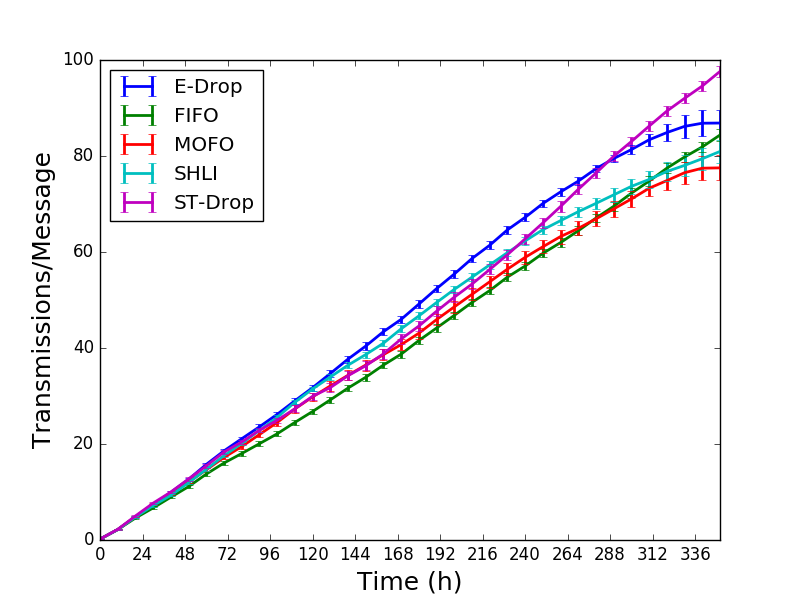 100
80
60
40
20
0
Transmissions/Message
E-Drop
FIFO
MOFO
SHLI
ST-Drop
0 24 48 72 96 120 144 168 192 216 240 264 288 312 336
Time (h)